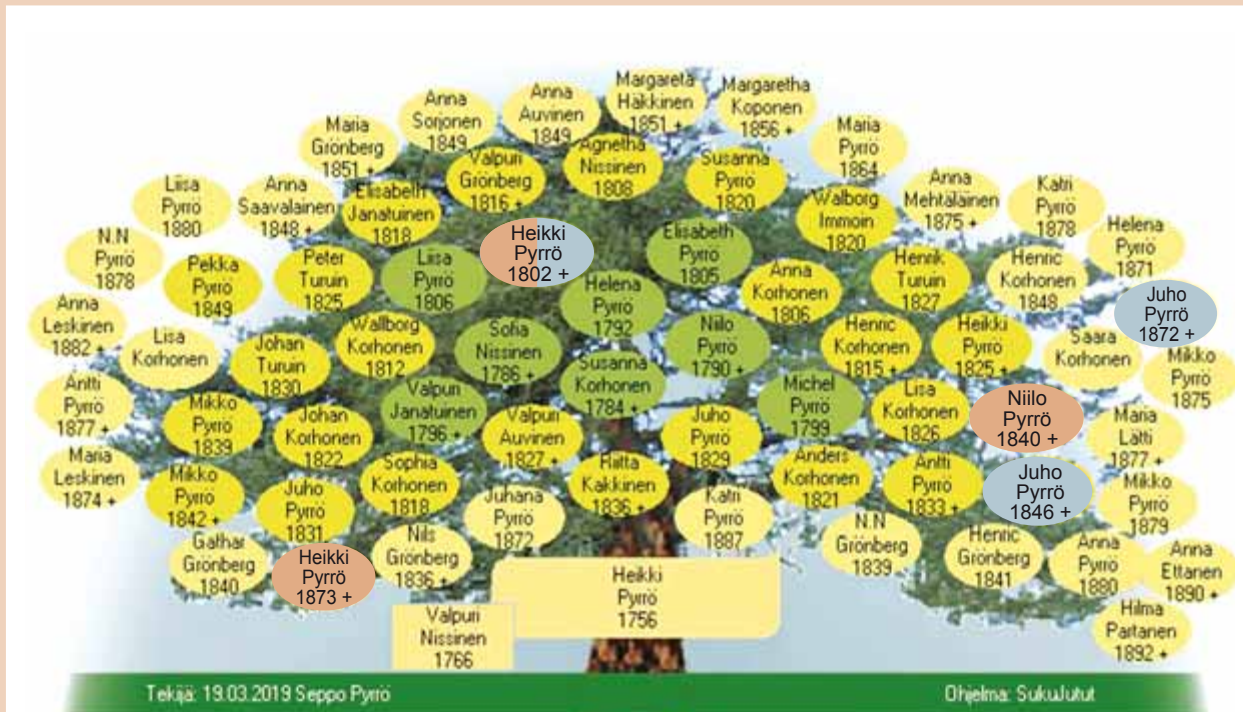 Margareta
Häkkinen
1851 +
Margaretha
Koponen
1856 +
Anna
Auvinen
1849
Anna
Sorjonen
1849
Maria
Grönberg
1851 +
Maria
Pyrrö
1864
Agnetha
Nissinen
1808
Valpuri
Grönberg
1816 +
Susanna
Pyrrö
1820
Liisa
Pyrrö
1880
Anna
Saavalainen
1848 +
Elisabeth
Janatuinen
1818
Walborg
Immoin
1820
Anna
Mehtäläinen
1875 +
Katri
Pyrrö
1878
N.N
Pyrrö
1878
Pekka
Pyrrö
1849
Peter
Turuin
1825
Liisa
Pyrrö
1806
Heikki
Pyrrö
1802 +
Elisabeth
Pyrrö
1805
Helena
Pyrrö
1792
Anna
Korhonen
1806
Henrik
Turuin
1827
Henric
Korhonen
1848
Helena
Pyrrö
1871
Juho
Pyrrö
1872 +
Anna
Leskinen
1882 +
Lisa
Korhonen
Johan
Turuin
1830
Wallborg
Korhonen
1812
Sofia
Nissinen
1786 +
Niilo
Pyrrö
1790 +
Henric
Korhonen
1815 +
Heikki
Pyrrö
1825 +
Saara
Korhonen
Mikko
Pyrrö
1875
Antti
Pyrrö
1877 +
Mikko
Pyrrö
1839
Johan
Korhonen
1822
Valpuri
Janatuinen
1796 +
Susanna
Korhonen
1784 +
Valpuri
Auvinen
1827 +
Juho
Pyrrö
1829
Michel
Pyrrö
1799
Lisa
Korhonen
1826
Niilo
Pyrrö
1840 +
Maria
Lätti
1877 +
Maria
Leskinen
1874 +
Mikko
Pyrrö
1842 +
Juho
Pyrrö
1831
Sophia
Korhonen
1818
Juhana
Pyrrö
1872
Riitta
Kakkinen
1836 +
Katri
Pyrrö
1887
Anders
Korhonen
1821
Antti
Pyrrö
1833 +
Juho
Pyrrö
1846 +
Mikko
Pyrrö
1879
Gathar
Grönberg
1840
Heikki
Pyrrö
1873 +
Nils
Grönberg
1836 +
N.N
Grönberg
1839
Henric
Grönberg
1841
Anna
Pyrrö
1880
Anna
Ettanen
1890 +
Hilma
Partanen
1892 +
Heikki
Pyrrö
1756
Valpuri
Nissinen
1766
Tekijä: 19.03.2019 Seppo Pyrrö
Ohjelma: SukuJutut